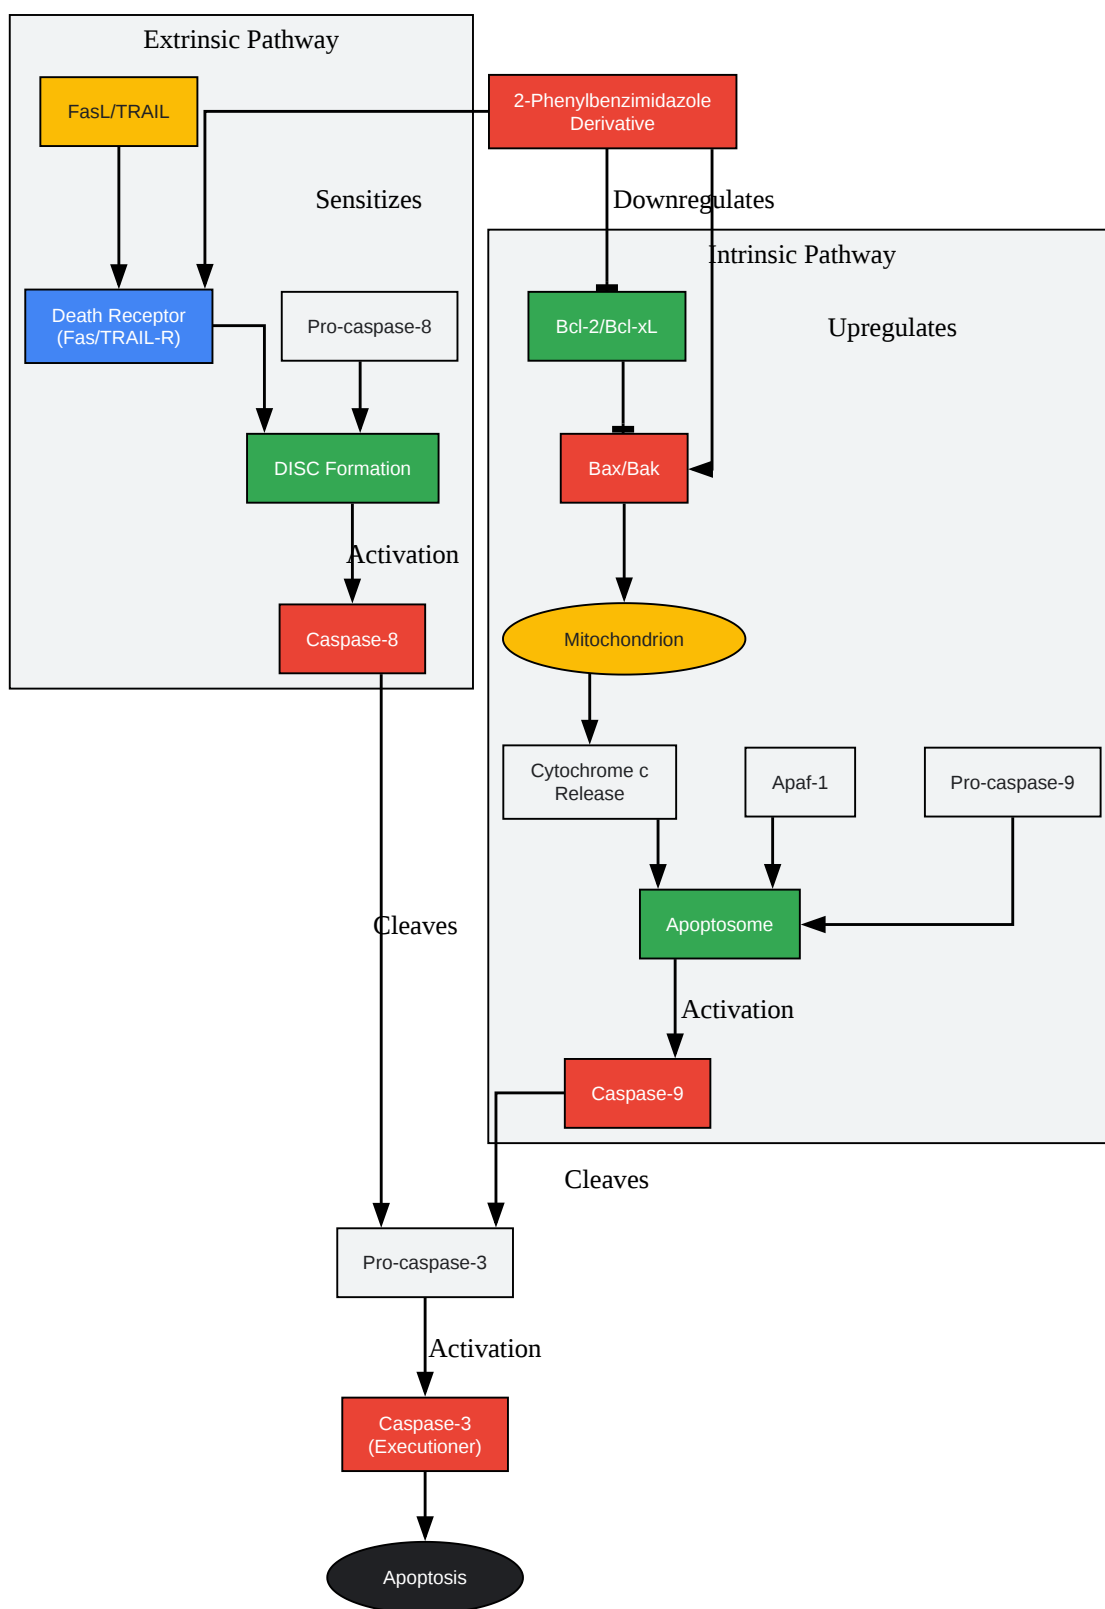 Extrinsic Pathway
FasL/TRAIL
2-Phenylbenzimidazole
Derivative
Sensitizes
Downregulates
Intrinsic Pathway
Death Receptor
(Fas/TRAIL-R)
Pro-caspase-8
Bcl-2/Bcl-xL
Upregulates
DISC Formation
Bax/Bak
Activation
Caspase-8
Mitochondrion
Cytochrome c
Release
Apaf-1
Pro-caspase-9
Cleaves
Apoptosome
Activation
Caspase-9
Cleaves
Pro-caspase-3
Activation
Caspase-3
(Executioner)
Apoptosis